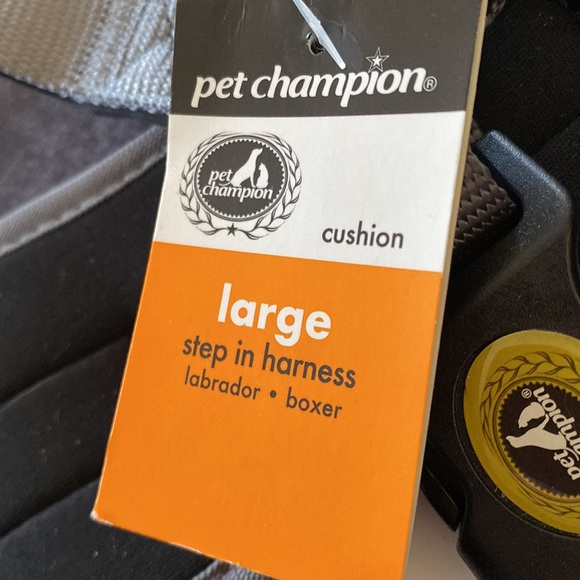 pet champion®
pet
champion
cushion
large
step in harness
labrador • boxer
pet
champion®